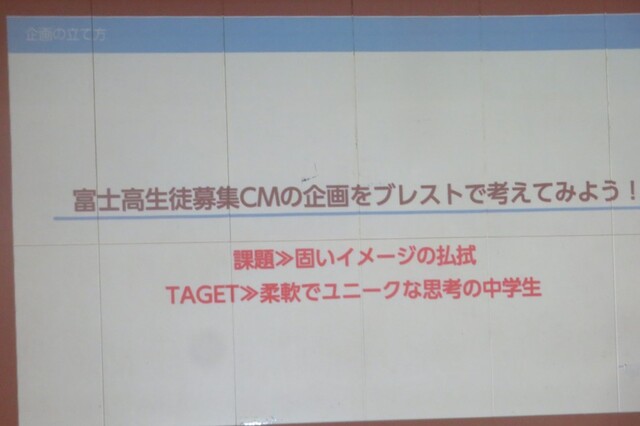 企画の立て方
富士高生徒募集CMの企画をブレストで考えてみよう！
課題≫固いイメージの払拭
TAGET≫柔軟でユニークな思考の中学生